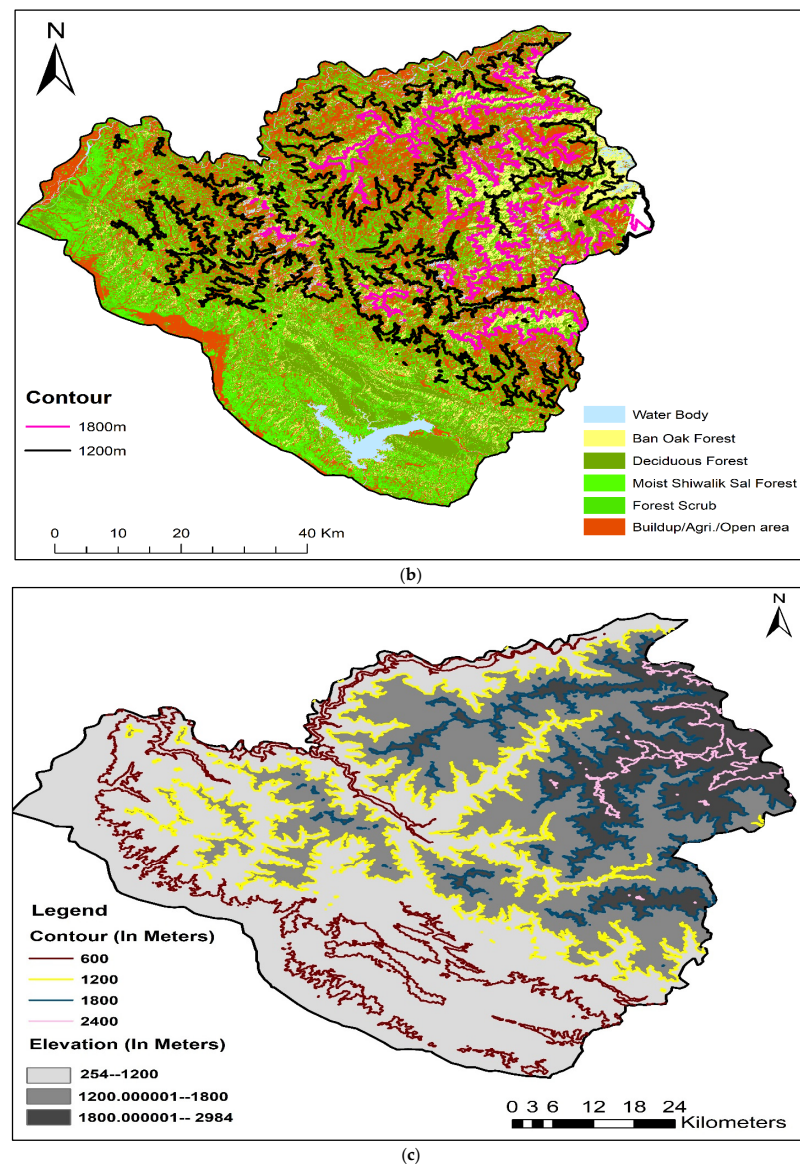 N
Contour
1800m
1200m
0 10 20 40 Km
Water Body
Ban Oak Forest
Deciduous Forest
Moist Shiwalik Sal Forest
Forest Scrub
Buildup/Agri./Open area
(b)
N
Legend
Contour (In Meters)
600
1200
1800
2400
Elevation (In Meters)
254--1200
1200.000001--1800
1800.000001-- 2984
0 3 6 12 18 24
Kilometers
(c)